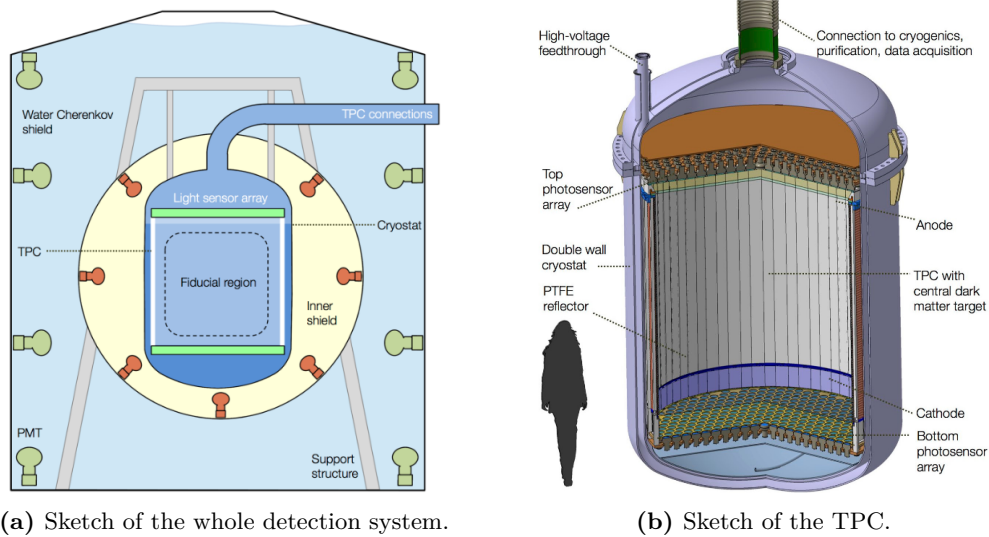 Water Cherenkov
shield
TPC connections
Light sensor array
Cryostat
TPC
Fiducial region
Inner
shield
PMT
Support
structure
(a) Sketch of the whole detection system.
High-voltage
feedthrough
Connection to cryogenics,
purification, data acquisition
Top
photosensor
array
Anode
Double wall
cryostat
TPC with
central dark
matter target
PTFE
reflector
Cathode
Bottom
photosensor
array
(b) Sketch of the TPC.